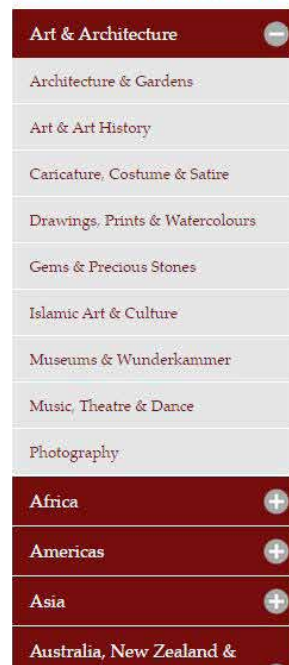 Art & Architecture
Architecture & Gardens
Art & Art History
Caricature, Costume & Satire
Drawings, Prints & Watercolours
Gems & Precious Stones
Islamic Art & Culture
Museums & Wunderkammer
Music, Theatre & Dance
Photography
Africa
Americas
Asia
Australia, New Zealand &